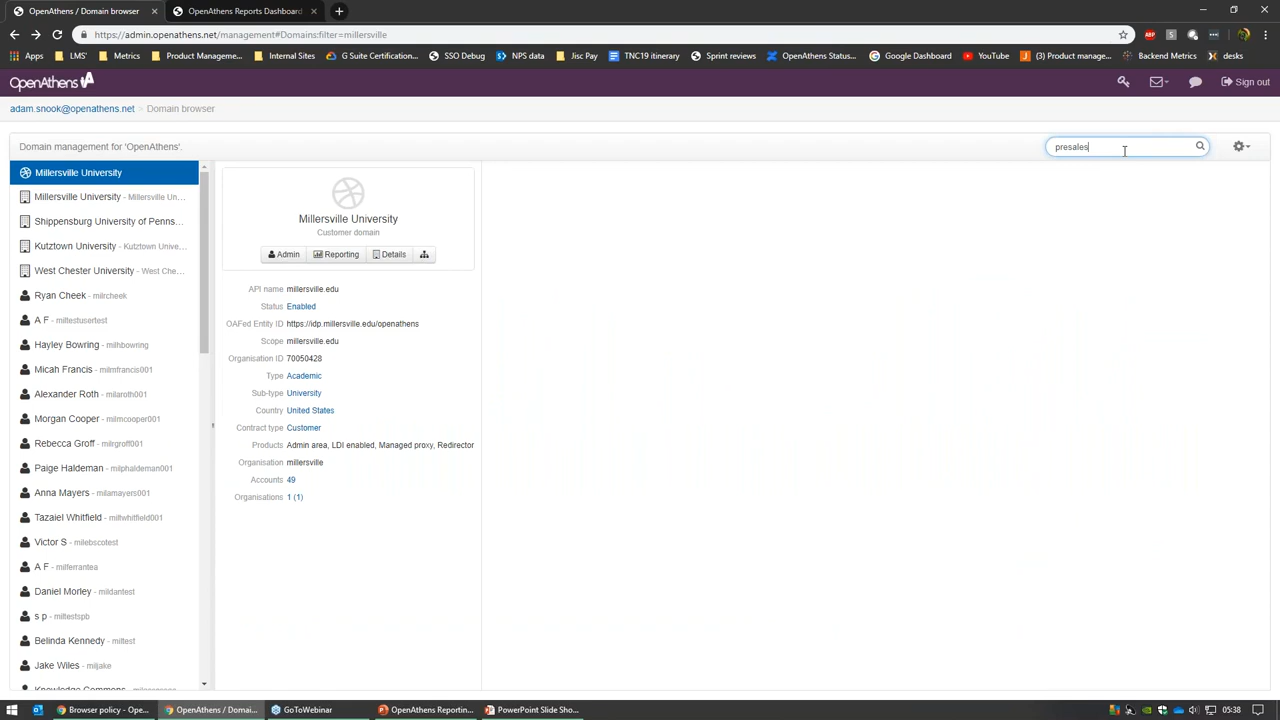 OpenAthens / Domain browser
OpenAthens / Domain Dashboard
https://admin.openathens.net/management#Domains:filter=millersville
ABP
Apps
LMS'
Metrics
Product Manageme...
Internal Sites
G Suite Certification...
SSO Debug
NPS data
Jisc Pay
TNC19 itinerary
Sprint reviews
OpenAthens Status...
Google Dashboard
YouTube
(3) Product manage...
Backend Metrics
desks
OpenAthens
Sign out
adam.snook@openathens.net > Domain browser
Domain management for 'OpenAthens'.
presales
Millersville University
Millersville University - Millersville Un...
Shippensburg University of Penns...
Kutztown University - Kutztown Unive...
West Chester University - West Che...
Ryan Cheek - milrcheek
A F - miltestusertest
Hayley Bowring - milhbowring
Micah Francis - milmfrancis001
Alexander Roth - milaroth001
Morgan Cooper - milmcooper001
Rebecca Groff - milrgroff001
Paige Haldeman - milphaldeman001
Anna Mayers - milamayers001
Tazaiel Whitfield - miltwhitfield001
Victor S - milebscotest
A F - milferrantea
Daniel Morley - mildantest
s p - miltestspb
Belinda Kennedy - miltest
Jake Wiles - miljake
Millersville University
Customer domain
Admin
Reporting
Details
API name millersville.edu
Status Enabled
OAFed Entity ID https://idp.millersville.edu/openathens
Scope millersville.edu
Organisation ID 70050428
Type Academic
Sub-type University
Country United States
Contract type Customer
Products Admin area, LDI enabled, Managed proxy, Redirector
Organisation millersville
Accounts 49
Organisations 1 (1)
Browser policy - Ope...
OpenAthens / Domai...
GoToWebinar
OpenAthens Reporting...
PowerPoint Slide Sho...
05:38